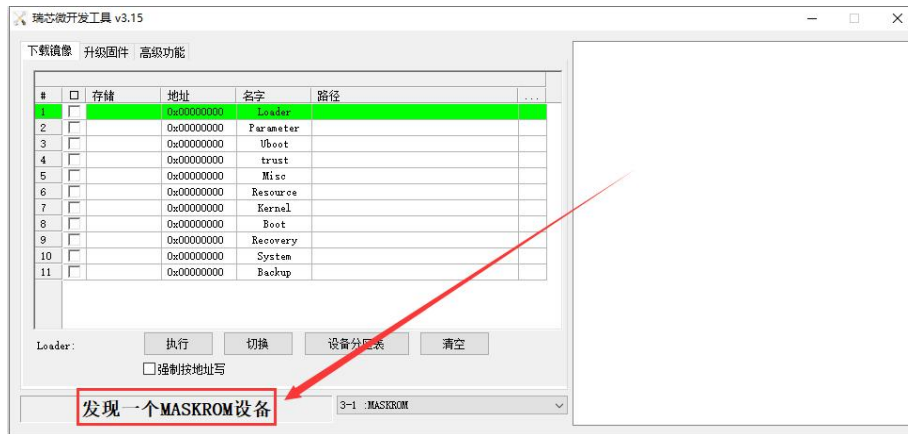 瑞芯微开发工具 v3.15
下载镜像 升级固件 高级功能
# 存储 地址 名字 路径 ...
1 0x00000000 Loader
2 0x00000000 Parameter
3 0x00000000 Uboot
4 0x00000000 trust
5 0x00000000 Misc
6 0x00000000 Resource
7 0x00000000 Kernel
8 0x00000000 Boot
9 0x00000000 Recovery
10 0x00000000 System
11 0x00000000 Backup
Loader: 执行 切换 设备分区表 清空
强制按地址写
发现一个MASKROM设备 3-1 :MASKROM